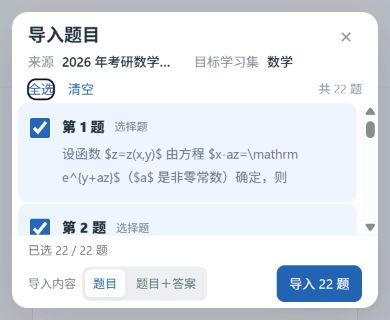 导入题目
来源 2026 年考研数学... 目标学习集 数学
全选 清空 共 22 题
第 1 题 选择题
设函数 $z=z(x,y)$ 由方程 $x-az=\mathrm
e^{y+az}$（$a$ 是非零常数）确定，则
第 2 题 选择题
已选 22 / 22 题
导入内容 题目 题目＋答案 导入 22 题